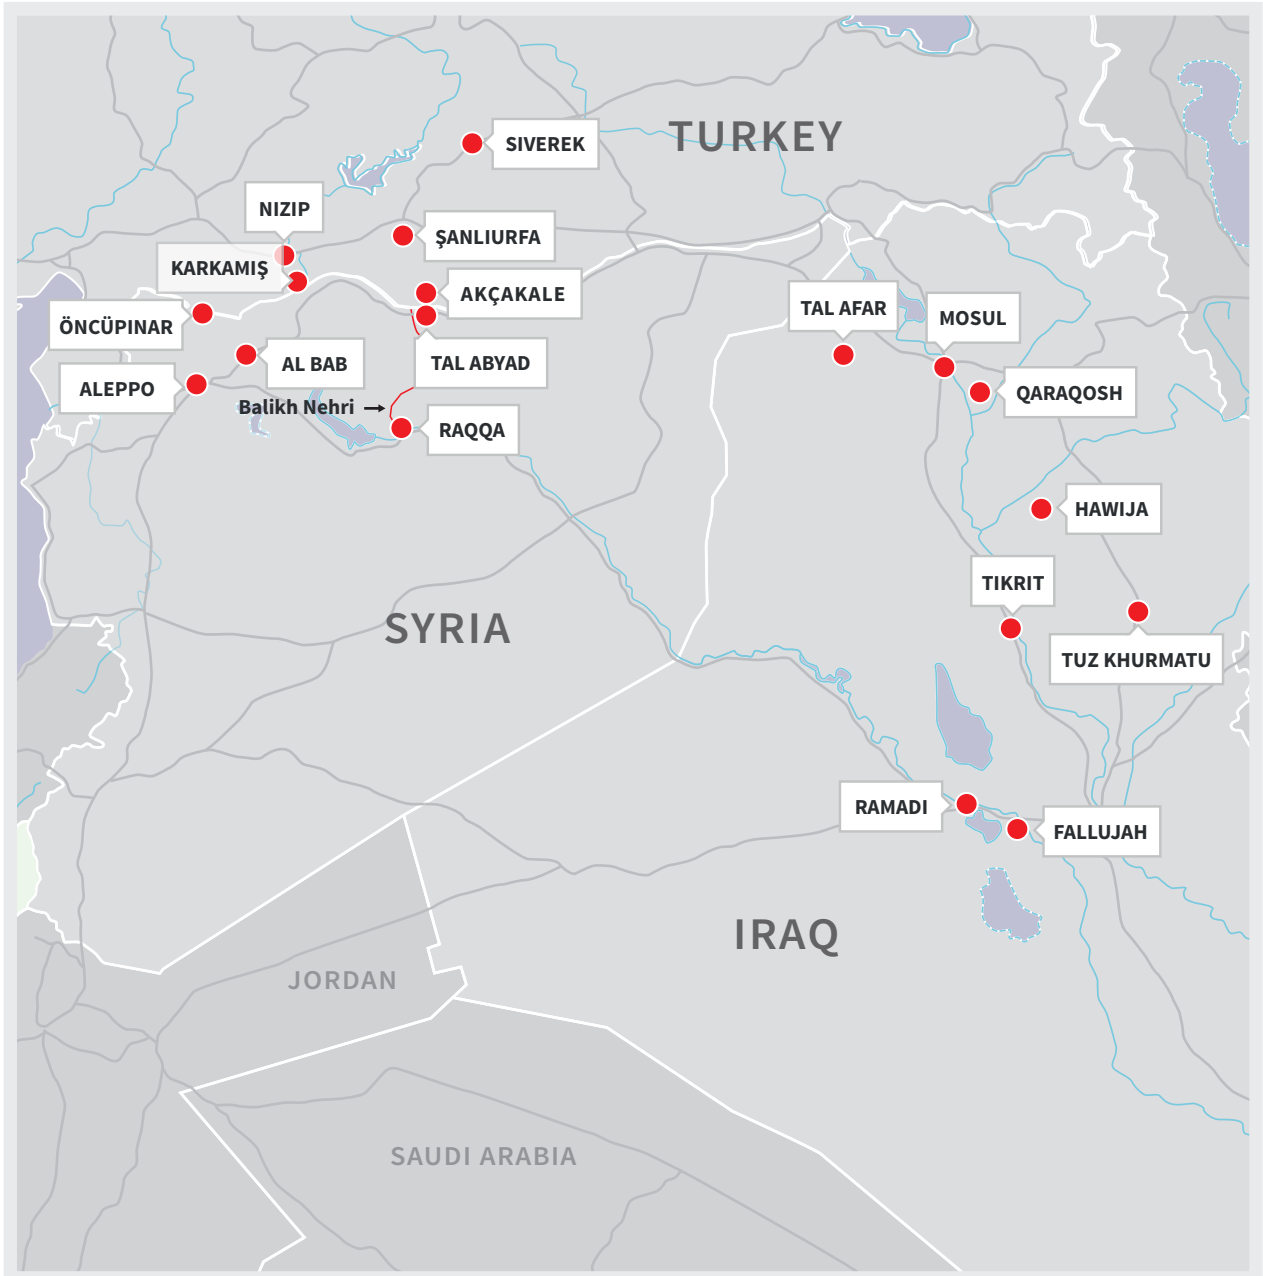 TURKEY
SIVEREK
NIZIP
ŞANLIURFA
KARKAMIŞ
AKÇAKALE
ÖNCÜPINAR
TAL AFAR
MOSUL
AL BAB
TAL ABYAD
ALEPPO
QARAQOSH
Balikh Nehri
RAQQA
HAWIJA
TIKRIT
SYRIA
TUZ KHURMATU
RAMADI
FALLUJAH
IRAQ
JORDAN
SAUDI ARABIA